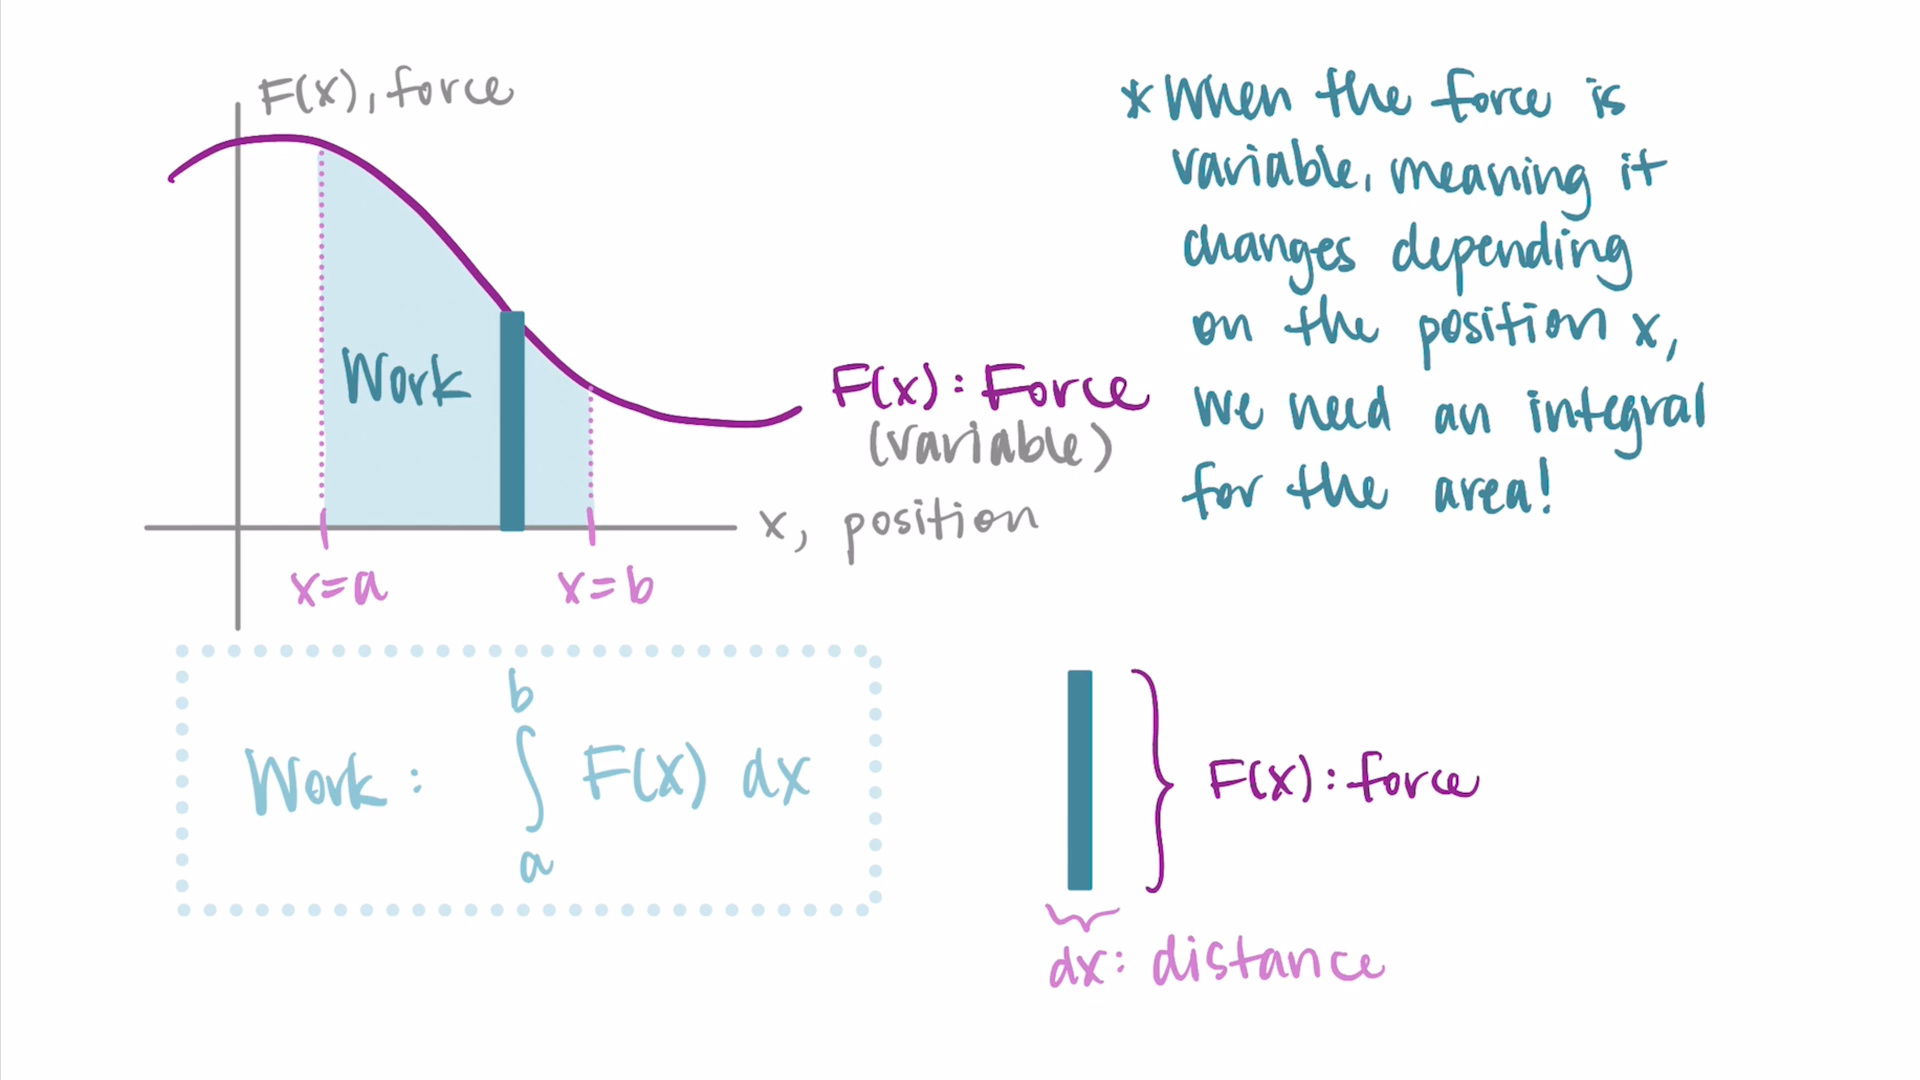 F(x), force
Work
F(x): Force
(variable)
x, position
x=a
x=b
* When the force is
variable, meaning it
changes depending
on the position x,
we need an integral
for the area!
Work: ∫ₐᵇ F(x) dx
F(x): force
dx: distance